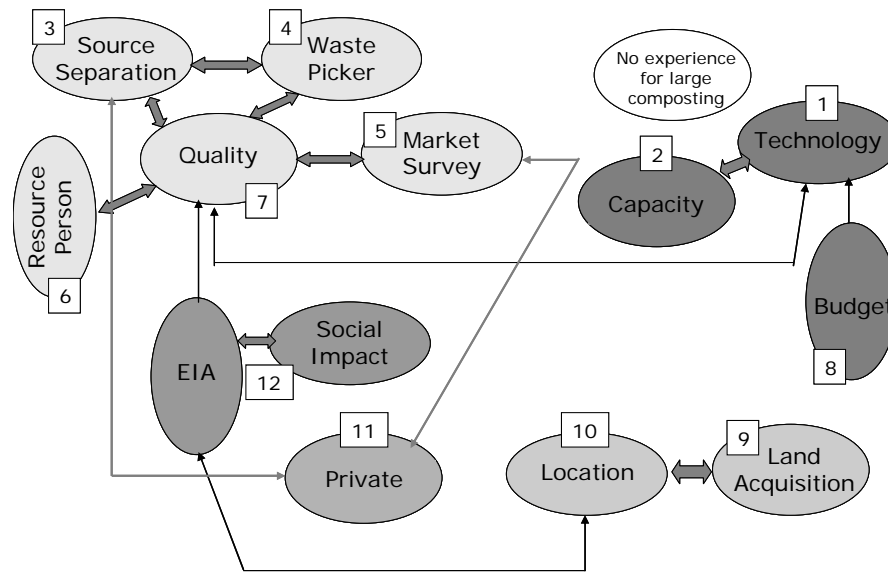 3
Source
Separation
4
Waste
Picker
No experience
for large
composting
1
Technology
5
Market
Survey
2
Capacity
Quality
7
Resource
Person
6
Budget
8
Social
Impact
EIA
12
11
Private
10
Location
9
Land
Acquisition